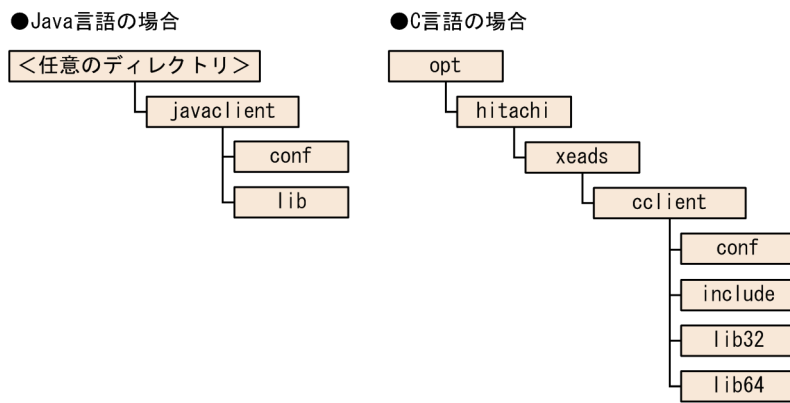 ●Java言語の場合
<任意のディレクトリ>
javaclient
conf
lib
●C言語の場合
opt
hitachi
xeads
cclient
conf
include
lib32
lib64